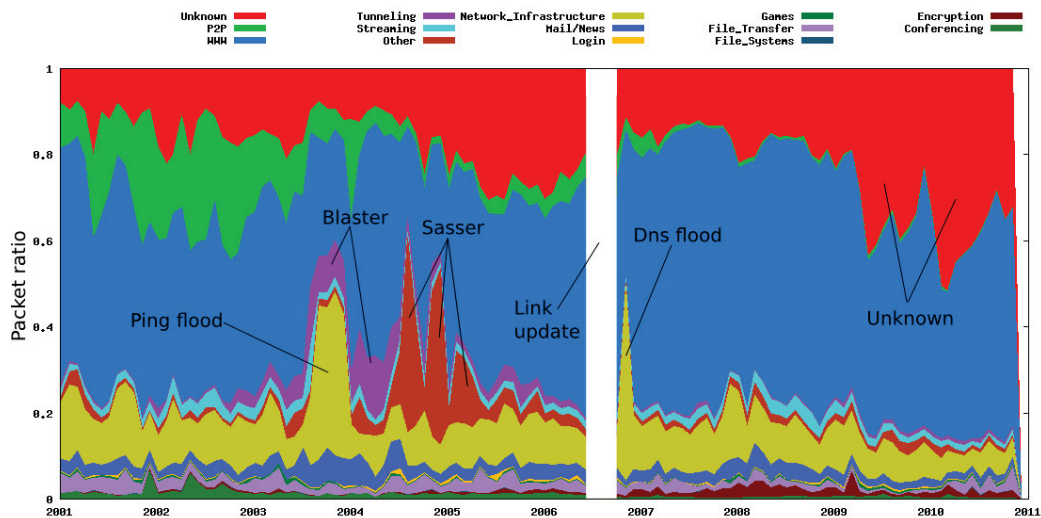 Unknown Tunneling Network_Infrastructure Games Encryption
P2P Streaming Mail/News File_Transfer Conferencing
WWW Other Login File_Systems
1
0.8
0.6
0.4
0.2
0
Packet ratio
Blaster
Sasser
Dns flood
Ping flood
Link
update
Unknown
2001 2002 2003 2004 2005 2006 2007 2008 2009 2010 2011